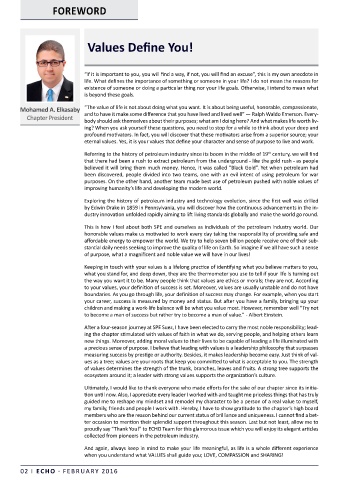 FOREWORD
Values Define You!
Mohamed A. Elkasaby
Chapter President
"If it is important to you, you will find a way, if not, you will find an excuse", this is my own anecdote in
life. What defines the importance of something or someone in your life? I do not mean the reasons for
existence of someone or doing a particular thing nor your life goals. Otherwise, I intend to mean what
is beyond these goals.
"The value of life is not about doing what you want. It is about being useful, honorable, compassionate,
and to have it make some difference that you have lived and lived well" — Ralph Waldo Emerson. Every-
body should ask themselves about their purposes; what am I doing here? And what makes life worth liv-
ing? When you ask yourself these questions, you need to stop for a while to think about your deep and
profound motivators. In fact, you will discover that these motivators arise from a superior source; your
eternal values. Yes, it is your values that define your character and sense of purpose to live and work.
Referring to the history of petroleum industry since its boom in the mid of 19th century, we will find
that there had been a rush to extract petroleum from the underground - like the gold rush - as people
believed it will bring them much money. Hence, it was called "Black Gold". Yet when petroleum had
been discovered, people divided into two teams, one with an evil intent of using petroleum for war
purposes. On the other hand, another team made best use of petroleum pushed with noble values of
improving humanity's life and developing the modern world.
Exploring the history of petroleum industry and technology evolution, since the first well was drilled
by Edwin Drake in 1859 in Pennsylvania, you will discover how the continuous advancements in the in-
dustry innovation unfolded rapidly aiming to lift living standards globally and make the world go round.
This is how I feel about both SPE and ourselves as individuals of the petroleum industry world. Our
honorable values make us motivated to work every day taking the responsibility of providing safe and
affordable energy to empower the world. We try to help seven billion people receive one of their sub-
stantial daily needs seeking to improve the quality of life on Earth. So imagine if we all have such a sense
of purpose, what a magnificent and noble value we will have in our lives!
Keeping in touch with your values is a lifelong practice of identifying what you believe matters to you,
what you stand for, and deep down, they are the thermometer you use to tell if your life is turning out
the way you want it to be. Many people think that values are ethics or morals; they are not. According
to your values, your definition of success is set. Moreover, values are usually unstable and do not have
boundaries. As you go through life, your definition of success may change. For example, when you start
your career, success is measured by money and status. But after you have a family, bringing up your
children and making a work-life balance will be what you value most. However, remember well "Try not
to become a man of success but rather try to become a man of value." - Albert Einstein.
After a four-season journey at SPE Suez, I have been elected to carry the most noble responsibility; lead-
ing the chapter stimulated with values of faith in what we do, serving people, and helping others learn
new things. Moreover, adding moral values to their lives to be capable of leading a life illuminated with
a precious sense of purpose. I believe that leading with values is a leadership philosophy that surpasses
measuring success by prestige or authority. Besides, it makes leadership become easy. Just think of val-
ues as a tree; values are your roots that keep you committed to what is acceptable to you. The strength
of values determines the strength of the trunk, branches, leaves and fruits. A strong tree supports the
ecosystem around it; a leader with strong values supports the organization's culture.
Ultimately, I would like to thank everyone who made efforts for the sake of our chapter since its initia-
tion until now. Also, I appreciate every leader I worked with and taught me priceless things that has truly
guided me to reshape my mindset and remodel my character to be a person of a real value to myself,
my family, friends and people I work with. Hereby, I have to show gratitude to the chapter's high board
members who are the reason behind our current status of brilliance and uniqueness. I cannot find a bet-
ter occasion to mention their splendid support throughout this season. Last but not least, allow me to
proudly say "Thank You!" to ECHO Team for this glamorous issue which you will enjoy its elegant articles
collected from pioneers in the petroleum industry.
And again, always keep in mind to make your life meaningful, as life is a whole different experience
when you understand what VALUES shall guide you; LOVE, COMPASSION and SHARING!
02 I ECHO - FEBRUARY 2016